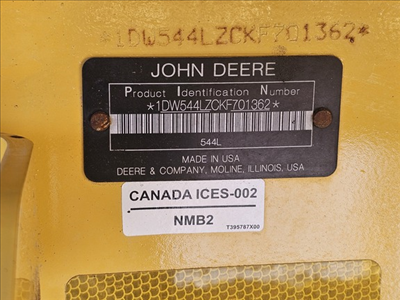 *1DW544LZCKF701362*
JOHN DEERE
Product Identification Number
*1DW544LZCKF701362*
544L
MADE IN USA
DEERE & COMPANY, MOLINE, ILLINOIS, USA
CANADA ICES-002
NMB2
T395787X00